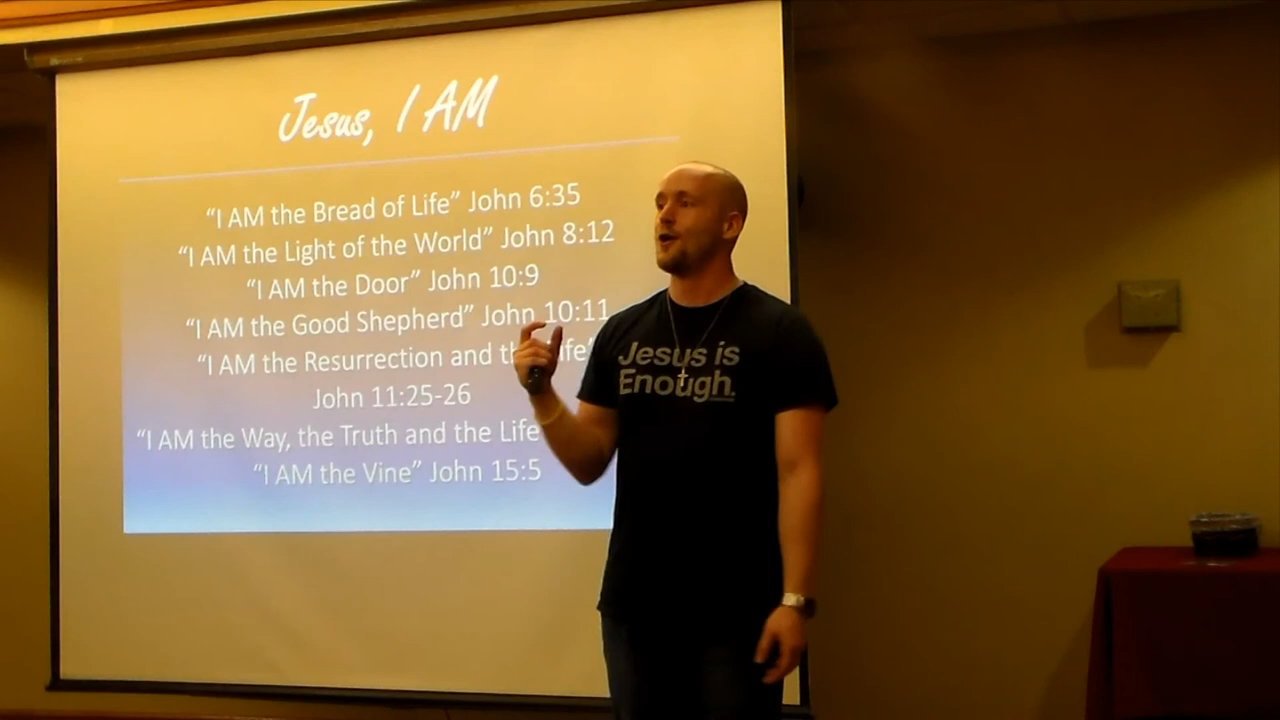 Jesus, I AM
“I AM the Bread of Life” John 6:35
“I AM the Light of the World” John 8:12
“I AM the Door” John 10:9
“I AM the Good Shepherd” John 10:11
“I AM the Resurrection and
John 11:25-26
“I AM the Way, the Truth and the Life
“I AM the Vine” John 15:5
Jesus is
Enough.